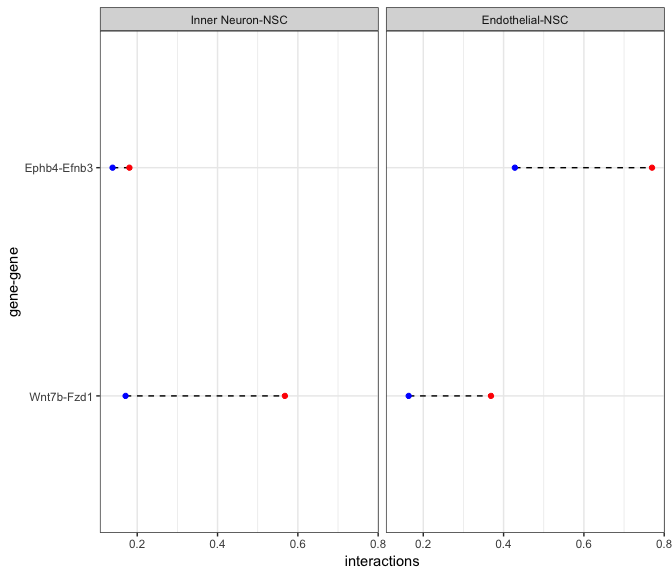 Inner Neuron-NSC
Endothelial-NSC
Ephb4-Efnb3
Wnt7b-Fzd1
gene-gene
0.2 0.4 0.6 0.8 0.2 0.4 0.6 0.8
interactions